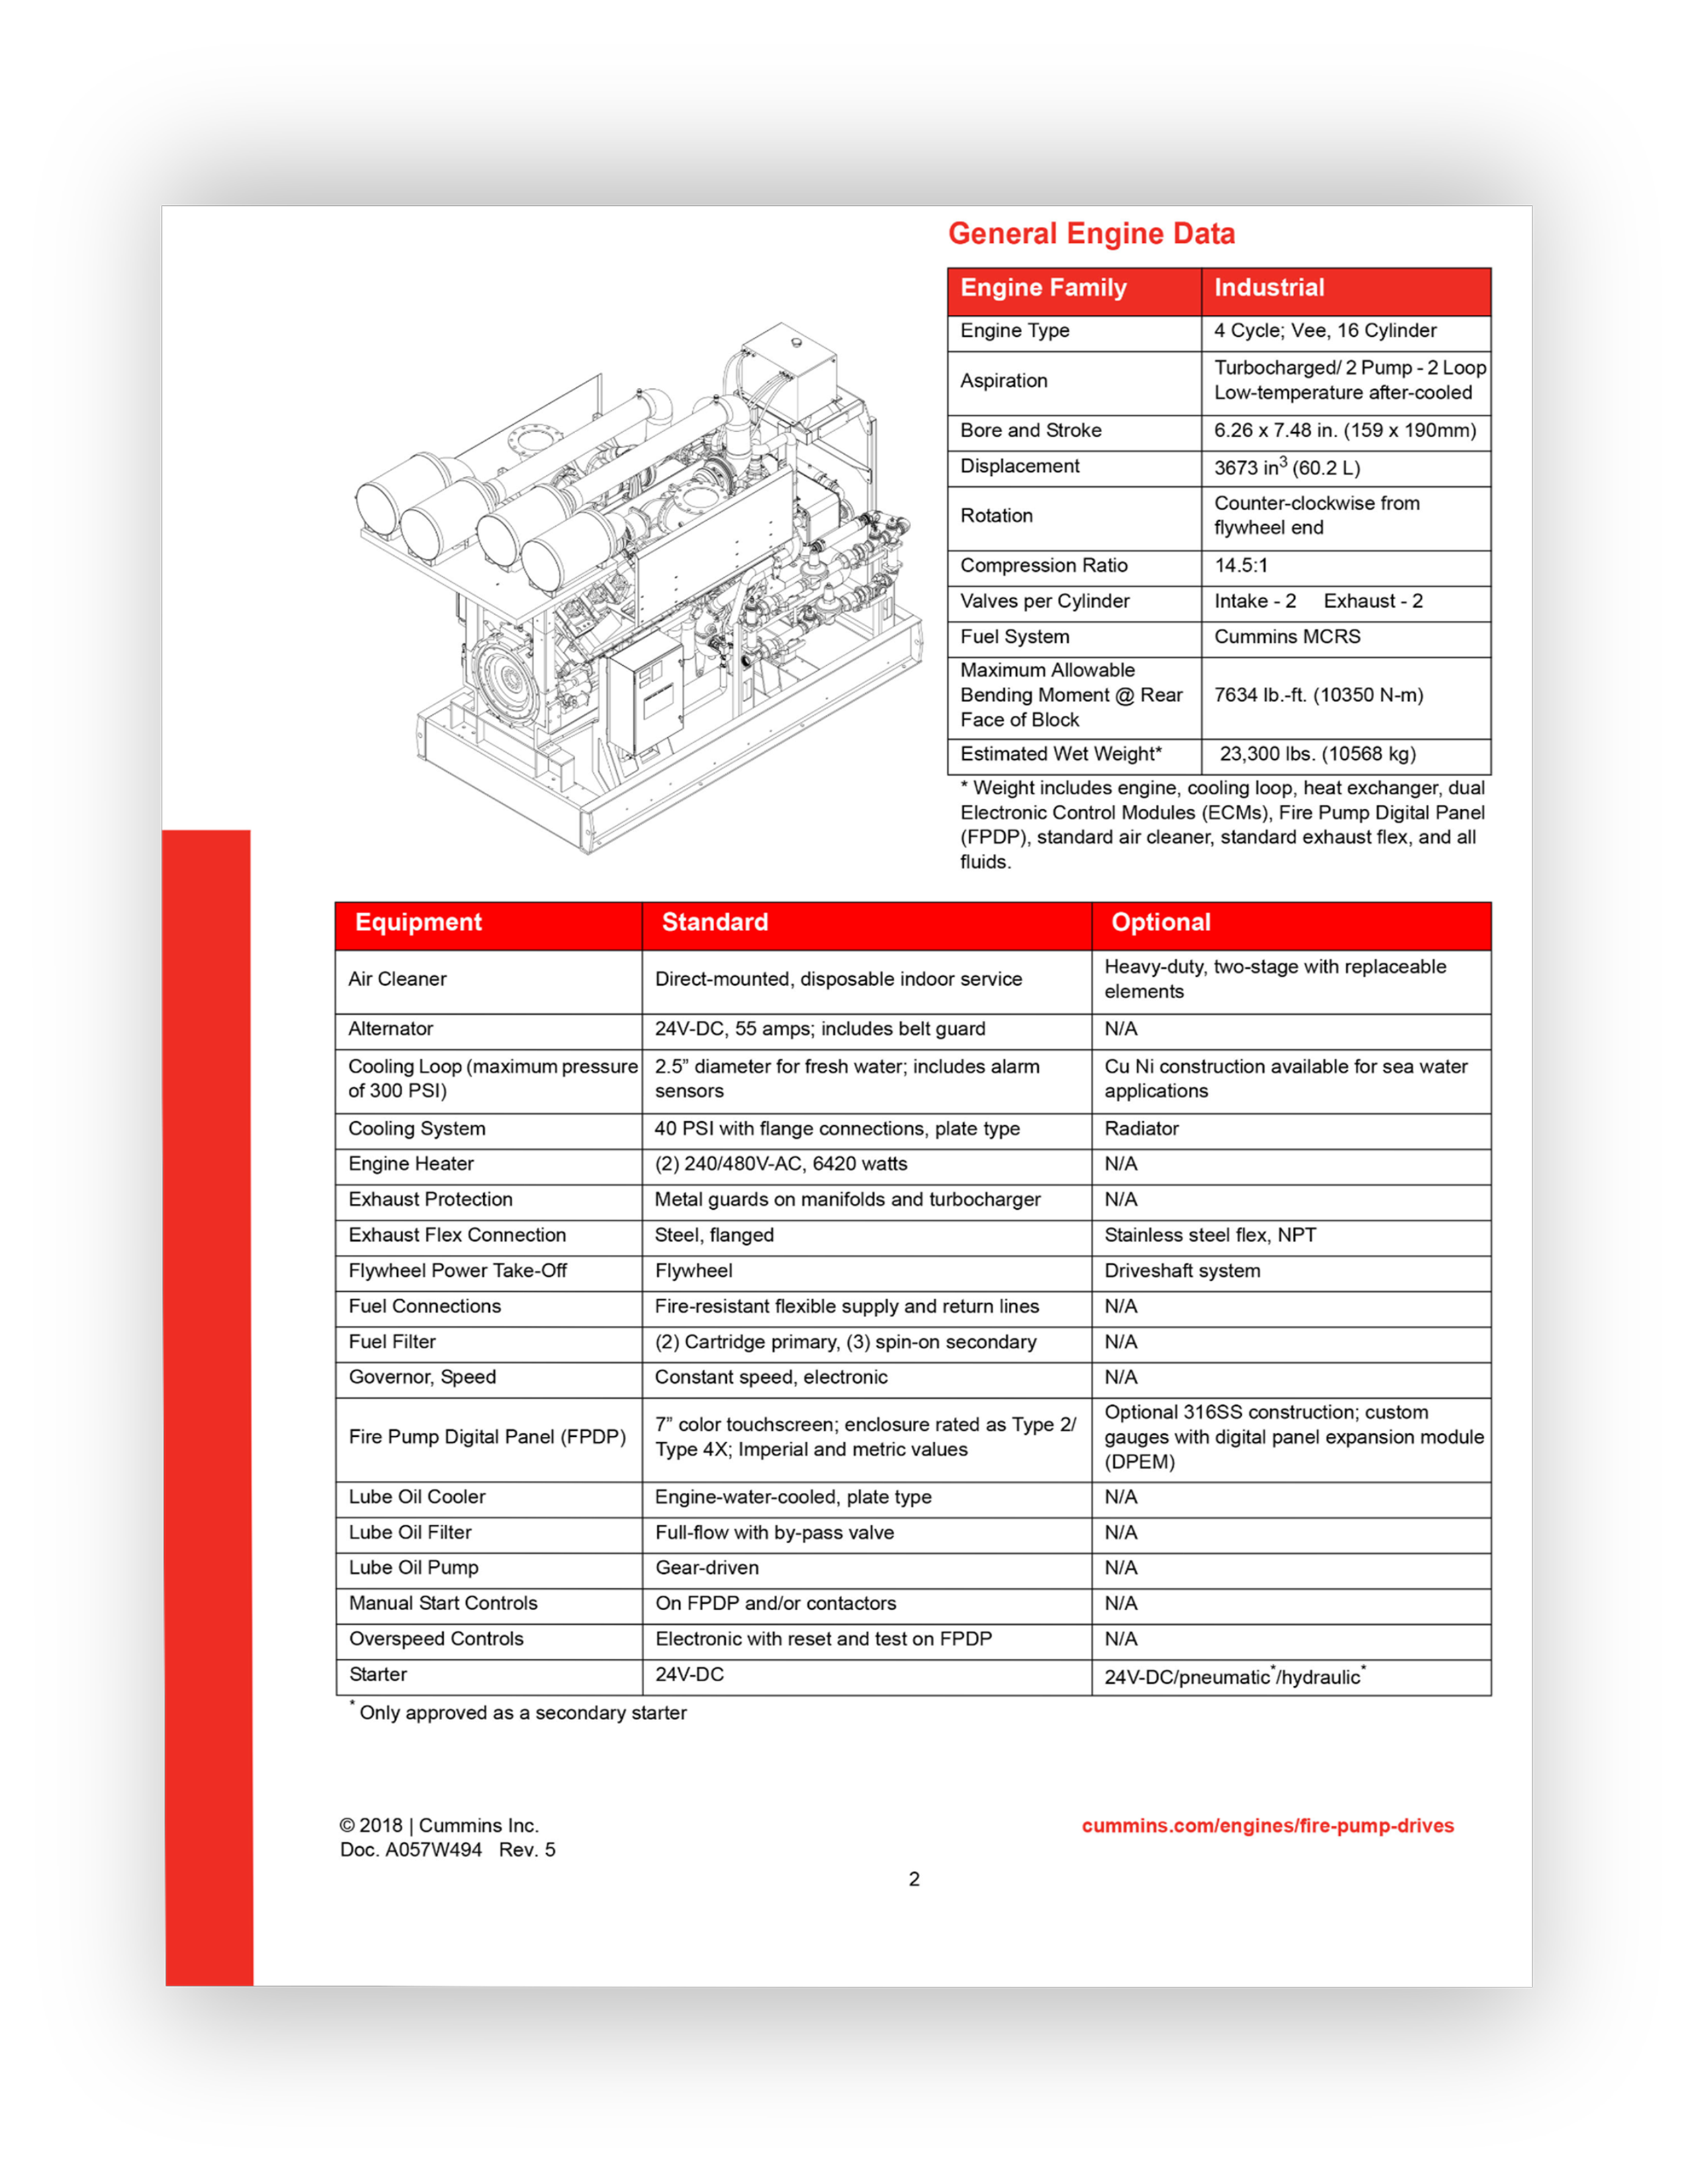 General Engine Data
Engine Family Industrial
Engine Type 4 Cycle; Vee, 16 Cylinder
Aspiration Turbocharged/ 2 Pump - 2 Loop
Low-temperature after-cooled
Bore and Stroke 6.26 x 7.48 in. (159 x 190mm)
Displacement 3673 in³ (60.2 L)
Rotation Counter-clockwise from
flywheel end
Compression Ratio 14.5:1
Valves per Cylinder Intake - 2 Exhaust - 2
Fuel System Cummins MCRS
Maximum Allowable
Bending Moment @ Rear
Face of Block 7634 lb.-ft. (10350 N-m)
Estimated Wet Weight* 23,300 lbs. (10568 kg)
* Weight includes engine, cooling loop, heat exchanger, dual
Electronic Control Modules (ECMs), Fire Pump Digital Panel
(FPDP), standard air cleaner, standard exhaust flex, and all
fluids.
Equipment Standard Optional
Air Cleaner Direct-mounted, disposable indoor service Heavy-duty, two-stage with replaceable
elements
Alternator 24V-DC, 55 amps; includes belt guard N/A
Cooling Loop (maximum pressure
of 300 PSI) 2.5” diameter for fresh water; includes alarm
sensors Cu Ni construction available for sea water
applications
Cooling System 40 PSI with flange connections, plate type Radiator
Engine Heater (2) 240/480V-AC, 6420 watts N/A
Exhaust Protection Metal guards on manifolds and turbocharger N/A
Exhaust Flex Connection Steel, flanged Stainless steel flex, NPT
Flywheel Power Take-Off Flywheel Driveshaft system
Fuel Connections Fire-resistant flexible supply and return lines N/A
Fuel Filter (2) Cartridge primary, (3) spin-on secondary N/A
Governor, Speed Constant speed, electronic N/A
Fire Pump Digital Panel (FPDP) 7” color touchscreen; enclosure rated as Type 2/
Type 4X; Imperial and metric values Optional 316SS construction; custom
gauges with digital panel expansion module
(DPEM)
Lube Oil Cooler Engine-water-cooled, plate type N/A
Lube Oil Filter Full-flow with by-pass valve N/A
Lube Oil Pump Gear-driven N/A
Manual Start Controls On FPDP and/or contactors N/A
Overspeed Controls Electronic with reset and test on FPDP N/A
Starter 24V-DC 24V-DC/pneumatic*/hydraulic*
* Only approved as a secondary starter
© 2018 | Cummins Inc.
Doc. A057W494 Rev. 5
cummins.com/engines/fire-pump-drives
2